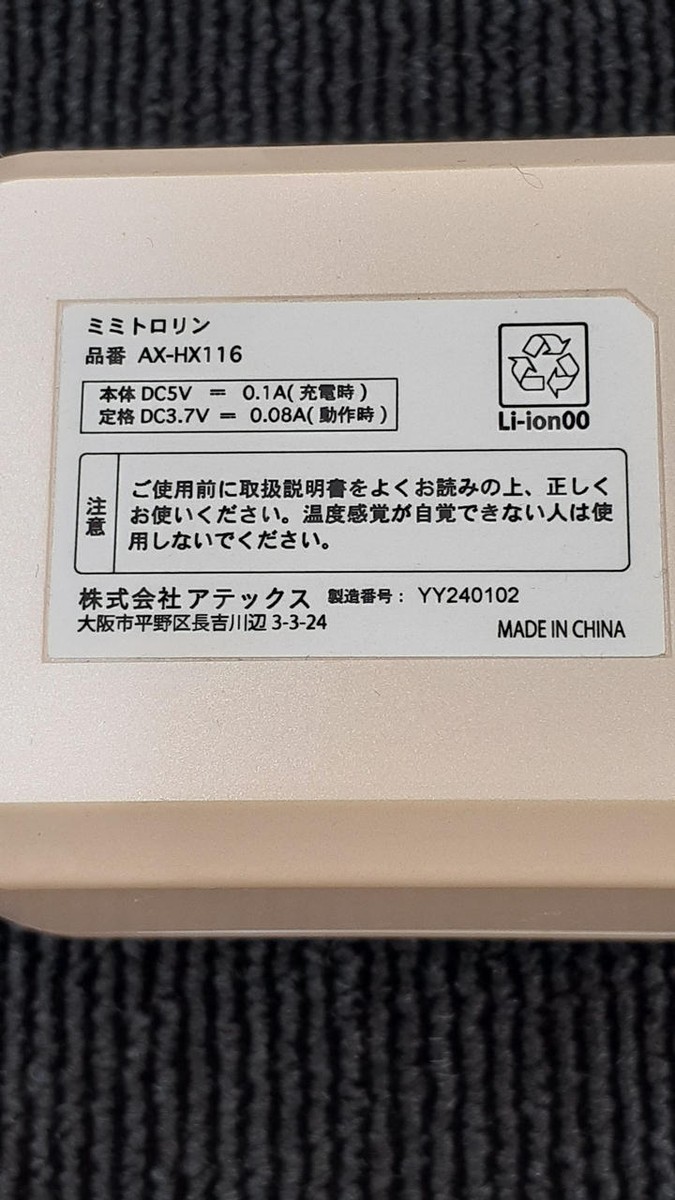 ミミトロリン
品番 AX-HX116
本体 DC5V ⎓ 0.1A(充電時)
定格 DC3.7V ⎓ 0.08A(動作時)
Li-ion00
注意
ご使用前に取扱説明書をよくお読みの上、正しく
お使いください。温度感覚が自覚できない人は使
用しないでください。
株式会社アテックス 製造番号: YY240102
大阪市平野区長吉川辺 3-3-24
MADE IN CHINA